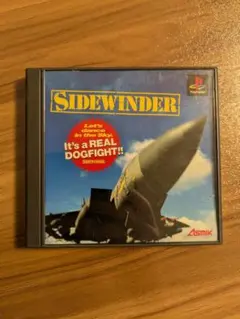 SIDEWINDER
Let's
dance
in the Sky.
It's a REAL
DOGFIGHT!!
Asmik